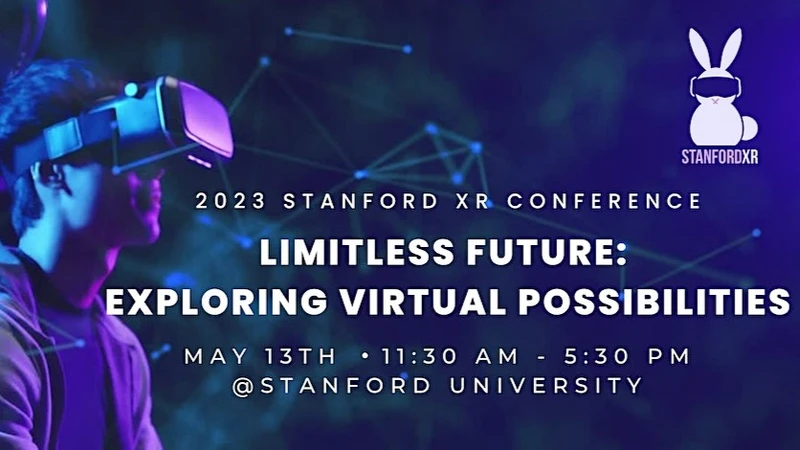 STANFORDXR
2023 STANFORD XR CONFERENCE
LIMITLESS FUTURE:
EXPLORING VIRTUAL POSSIBILITIES
MAY 13TH • 11:30 AM - 5:30 PM
@STANFORD UNIVERSITY